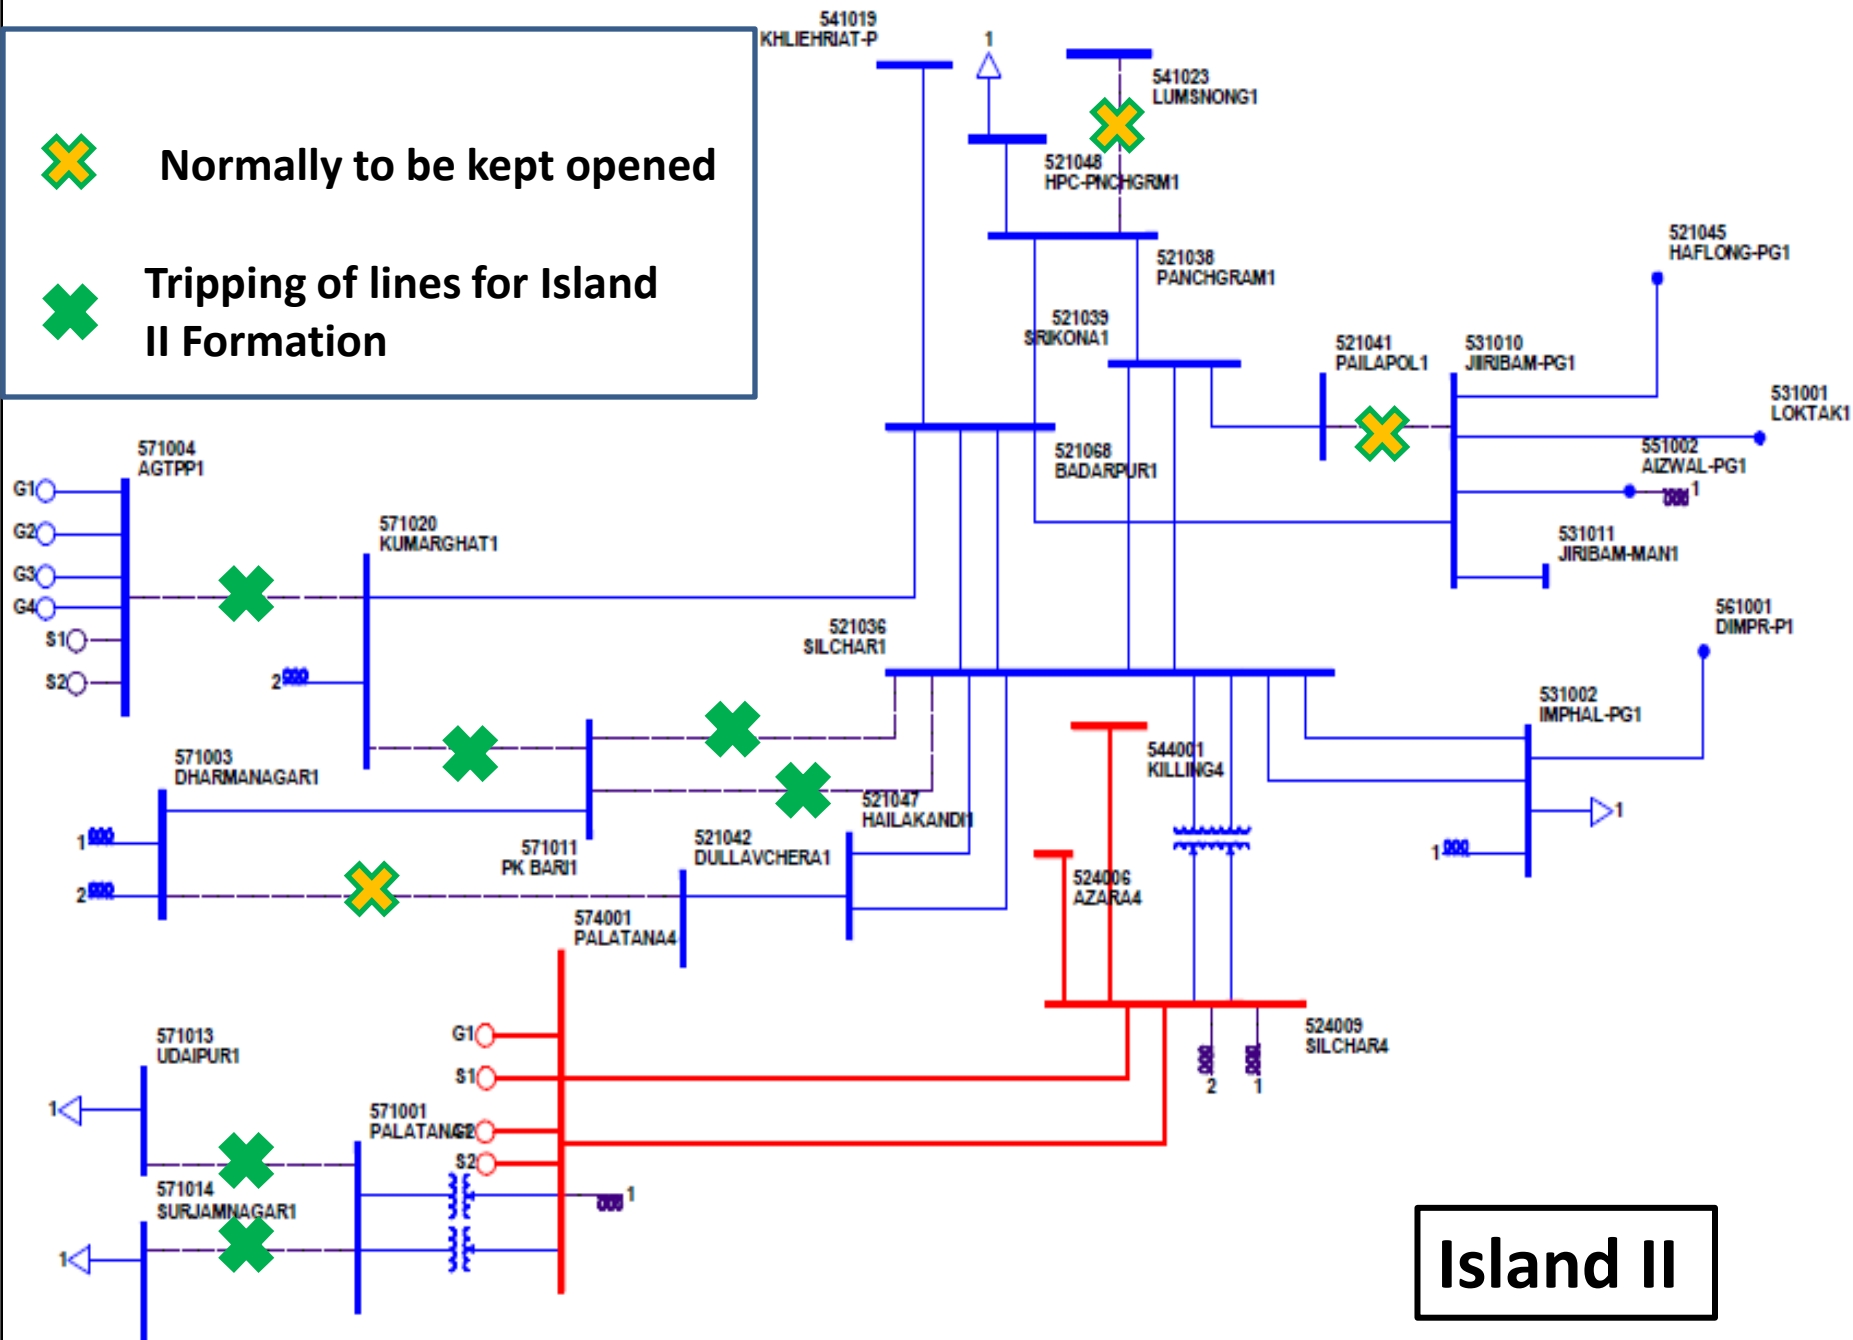 Normally to be kept opened
Tripping of lines for Island
II Formation
541019
KHLIEHRIAT-P
1
541023
LUMSNONG1
521048
HPC-PNCHGRM1
521038
PANCHGRAM1
521045
HAFLONG-PG1
521039
SRIKONA1
521041
PAILAPOL1
531010
JIRIBAM-PG1
531001
LOKTAK1
551002
AIZWAL-PG1
1
521068
BADARPUR1
571004
AGTPP1
G1
G2
G3
G4
S1
S2
571020
KUMARGHAT1
2
531011
JIRIBAM-MAN1
561001
DIMPR-P1
521036
SILCHAR1
531002
IMPHAL-PG1
1
1
571003
DHARMANAGAR1
1
2
544001
KILLING4
521047
HAILAKANDI1
521042
DULLAVCHERA1
571011
PK BARI1
524006
AZARA4
574001
PALATANA4
524009
SILCHAR4
2
1
G1
S1
G2
S2
1
571013
UDAIPUR1
1
571001
571014
SURJAMNAGAR1
1
Island II